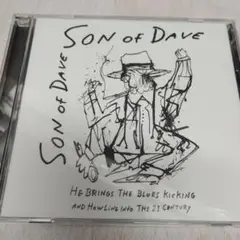 SON OF DAVE
SON OF DAVE
HE BRINGS THE BLUES KICKING
AND HOWLING INTO THE 21 CENTURY